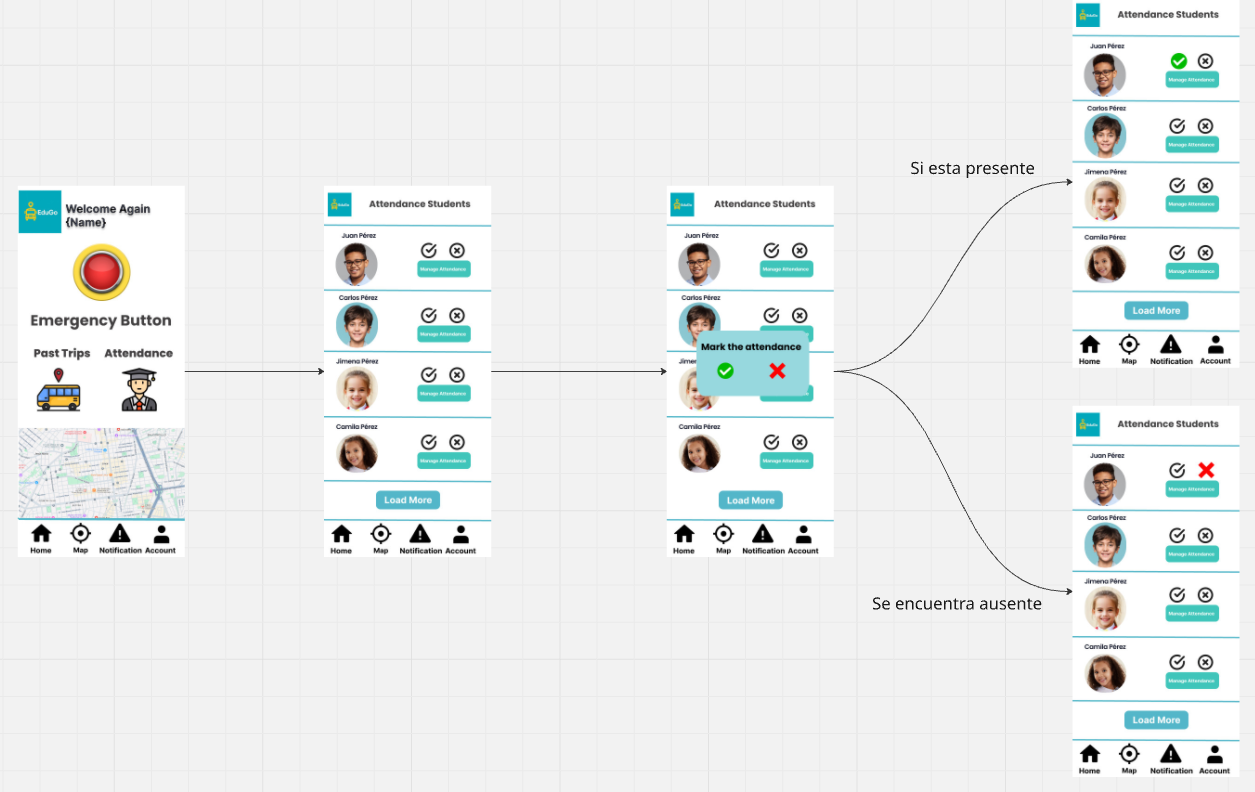 EduGo
Welcome Again
{Name}
Emergency Button
Past Trips
Attendance
Home
Map
Notification
Account
EduGo
Attendance Students
Juan Pérez
Manage Attendance
Carlos Pérez
Manage Attendance
Jimena Pérez
Manage Attendance
Camila Pérez
Manage Attendance
Load More
Home
Map
Notification
Account
EduGo
Attendance Students
Juan Pérez
Manage Attendance
Carlos Pérez
Mark the attendance
Camila Pérez
Manage Attendance
Load More
Home
Map
Notification
Account
Si esta presente
EduGo
Attendance Students
Juan Pérez
Manage Attendance
Carlos Pérez
Manage Attendance
Jimena Pérez
Manage Attendance
Camila Pérez
Manage Attendance
Load More
Home
Map
Notification
Account
Se encuentra ausente
EduGo
Attendance Students
Juan Pérez
Manage Attendance
Carlos Pérez
Manage Attendance
Jimena Pérez
Manage Attendance
Camila Pérez
Manage Attendance
Load More
Home
Map
Notification
Account